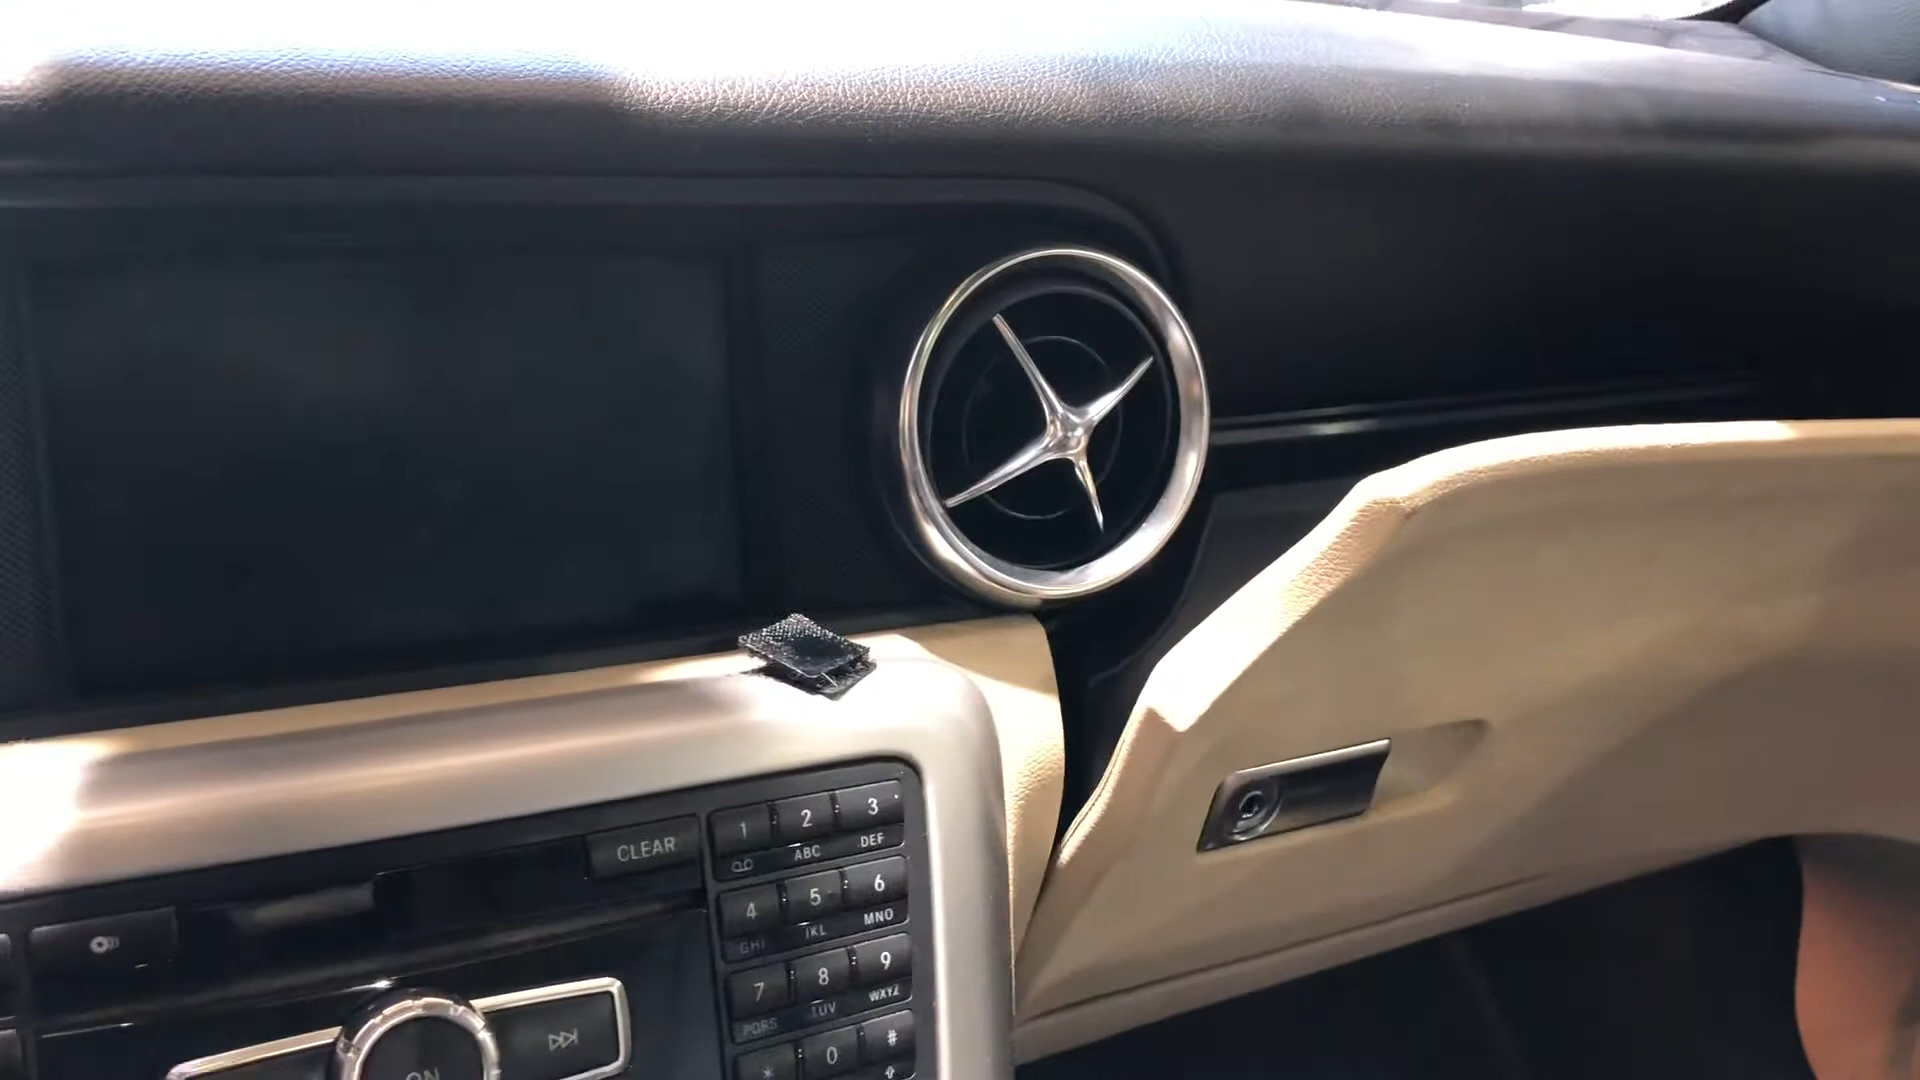 CLEAR
1 2 3
ABC DEF
4 5 6
GHI JKL MNO
7 8 9
PQRS TUV WXYZ
* 0 #
ON